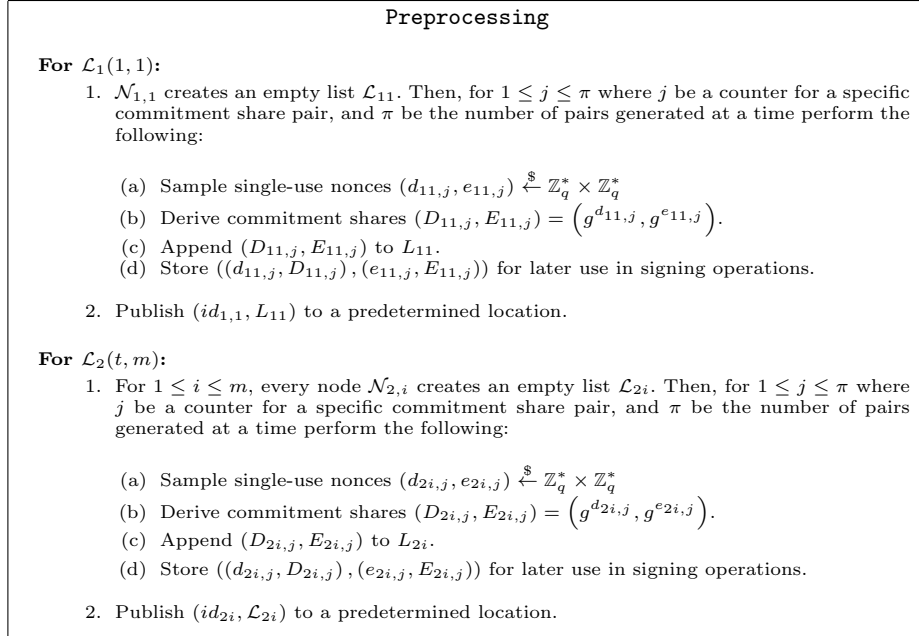 Preprocessing
For ℒ₁(1, 1):
1. 𝒩₁,₁ creates an empty list ℒ₁₁. Then, for 1 ≤ j ≤ π where j be a counter for a specific
commitment share pair, and π be the number of pairs generated at a time perform the
following:
(a) Sample single-use nonces (d₁₁,ⱼ, e₁₁,ⱼ) $← ℤ*_q × ℤ*_q
(b) Derive commitment shares (D₁₁,ⱼ, E₁₁,ⱼ) = (g^{d₁₁,ⱼ}, g^{e₁₁,ⱼ}).
(c) Append (D₁₁,ⱼ, E₁₁,ⱼ) to L₁₁.
(d) Store ((d₁₁,ⱼ, D₁₁,ⱼ), (e₁₁,ⱼ, E₁₁,ⱼ)) for later use in signing operations.
2. Publish (id₁,₁, L₁₁) to a predetermined location.
For ℒ₂(t, m):
1. For 1 ≤ i ≤ m, every node 𝒩₂,ᵢ creates an empty list ℒ₂ᵢ. Then, for 1 ≤ j ≤ π where
j be a counter for a specific commitment share pair, and π be the number of pairs
generated at a time perform the following:
(a) Sample single-use nonces (d₂ᵢ,ⱼ, e₂ᵢ,ⱼ) $← ℤ*_q × ℤ*_q
(b) Derive commitment shares (D₂ᵢ,ⱼ, E₂ᵢ,ⱼ) = (g^{d₂ᵢ,ⱼ}, g^{e₂ᵢ,ⱼ}).
(c) Append (D₂ᵢ,ⱼ, E₂ᵢ,ⱼ) to L₂ᵢ.
(d) Store ((d₂ᵢ,ⱼ, D₂ᵢ,ⱼ), (e₂ᵢ,ⱼ, E₂ᵢ,ⱼ)) for later use in signing operations.
2. Publish (id₂ᵢ, ℒ₂ᵢ) to a predetermined location.